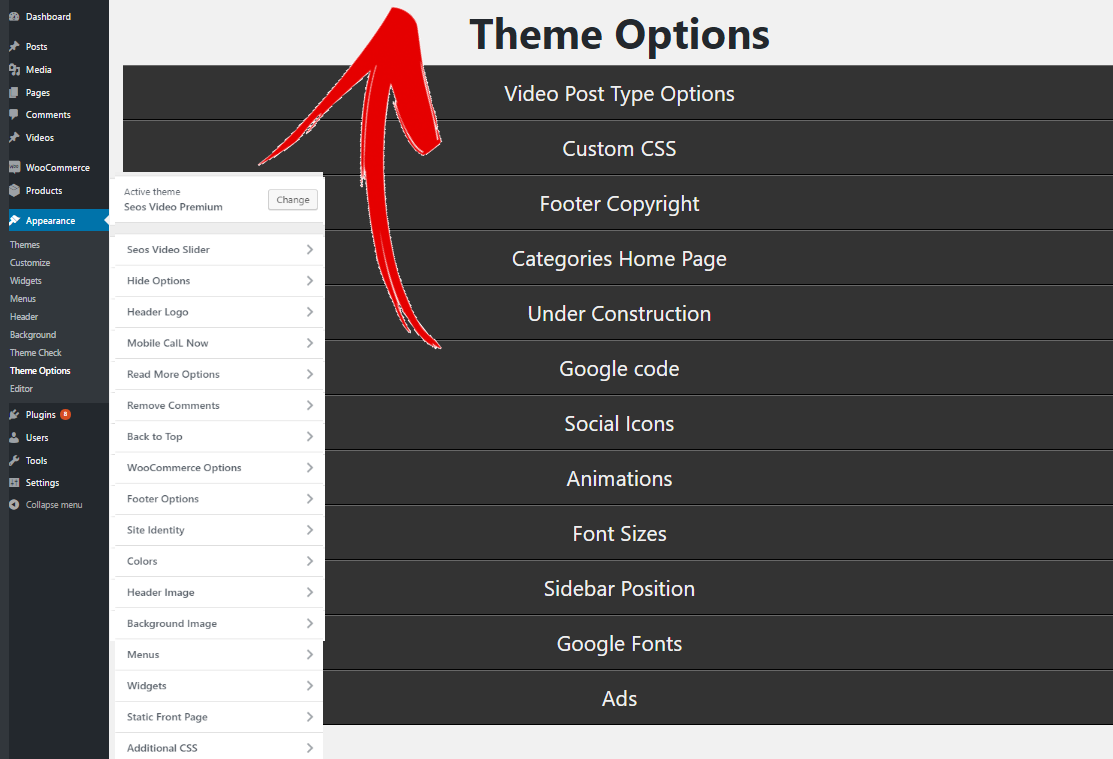 Dashboard
Posts
Media
Pages
Comments
Videos
WooCommerce
Products
Appearance
Themes
Customize
Widgets
Menus
Header
Background
Theme Check
Theme Options
Editor
Plugins 8
Users
Tools
Settings
Collapse menu
Active theme
Seos Video Premium
Change
Seos Video Slider
Hide Options
Header Logo
Mobile CalL Now
Read More Options
Remove Comments
Back to Top
WooCommerce Options
Footer Options
Site Identity
Colors
Header Image
Background Image
Menus
Widgets
Static Front Page
Additional CSS
Theme Options
Video Post Type Options
Custom CSS
Footer Copyright
Categories Home Page
Under Construction
Google code
Social Icons
Animations
Font Sizes
Sidebar Position
Google Fonts
Ads